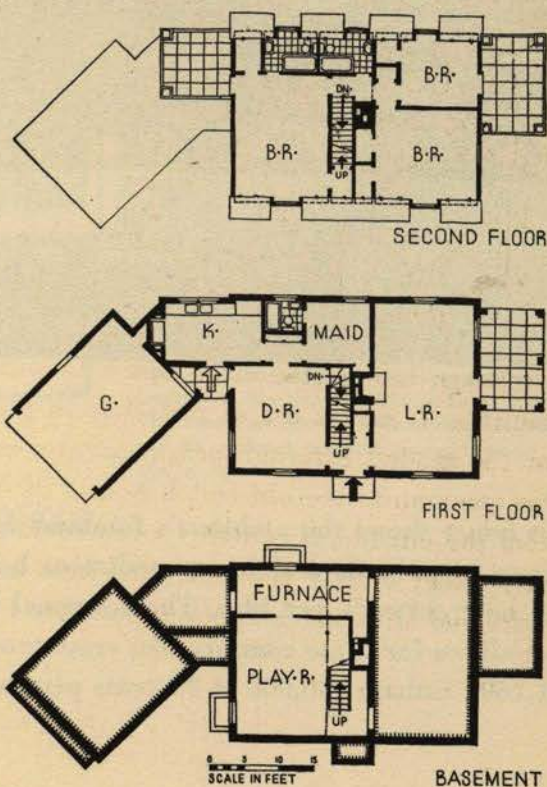 B.R.
DN.
B.R.
B.R.
UP
SECOND FLOOR
K.
MAID
G.
DN.
D.R.
L.R.
UP
FIRST FLOOR
FURNACE
PLAY.R.
UP
0 5 10 15
SCALE IN FEET
BASEMENT